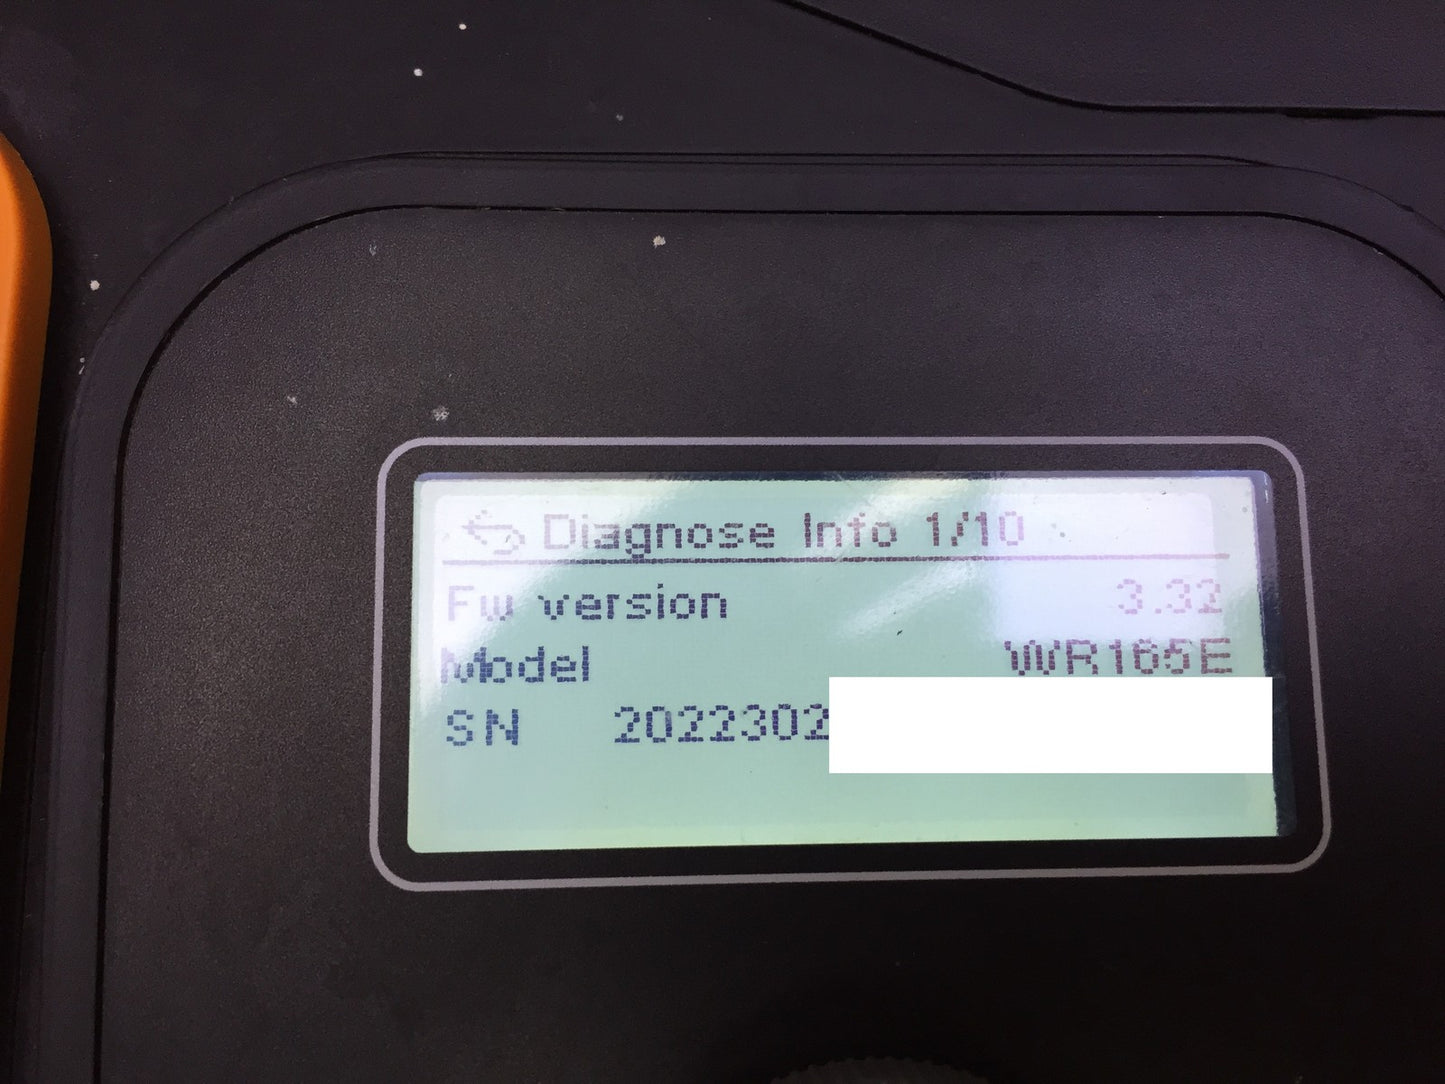 Diagnose Info 1/10
Fw version 3.32
Model WR165E
SN 2022302